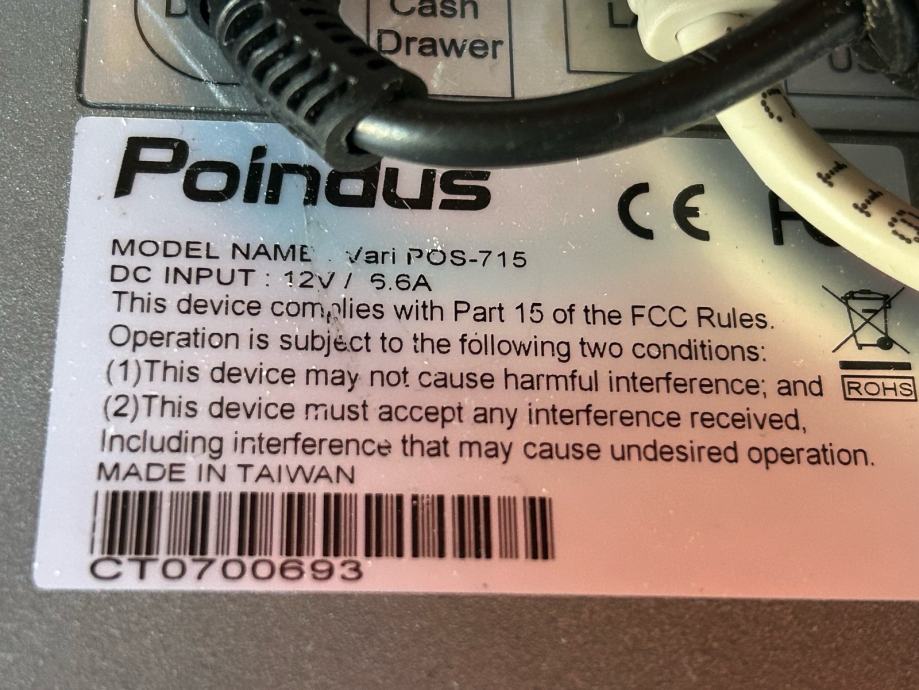 Cash
Drawer
Poindus
CE
MODEL NAME : Vari POS-715
DC INPUT : 12V / 6.6A
This device complies with Part 15 of the FCC Rules.
Operation is subject to the following two conditions:
(1)This device may not cause harmful interference; and
(2)This device must accept any interference received,
Including interference that may cause undesired operation.
ROHS
MADE IN TAIWAN
CT0700693